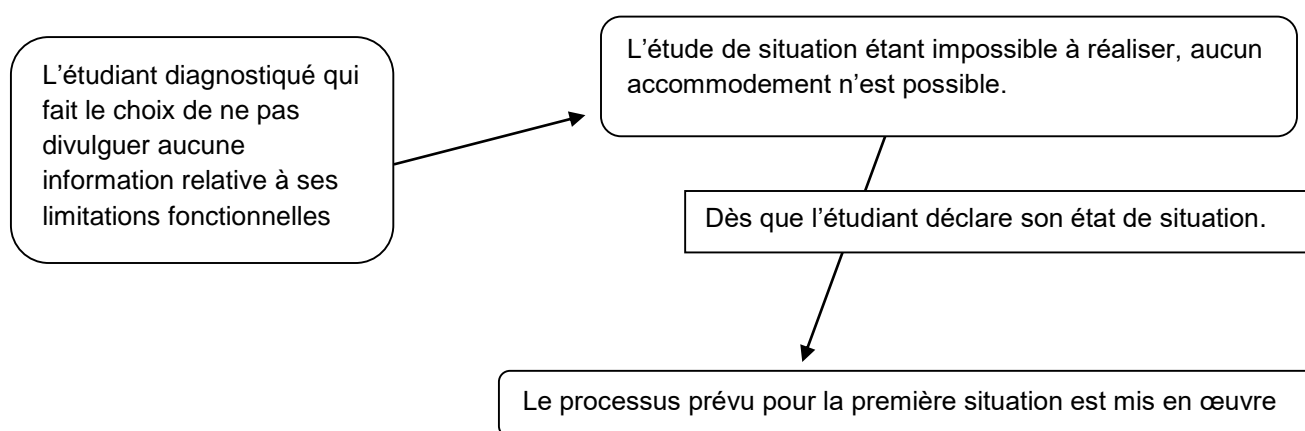 L’étudiant diagnostiqué qui
fait le choix de ne pas
divulguer aucune
information relative à ses
limitations fonctionnelles
L’étude de situation étant impossible à réaliser, aucun
accommodement n’est possible.
Dès que l’étudiant déclare son état de situation.
Le processus prévu pour la première situation est mis en œuvre